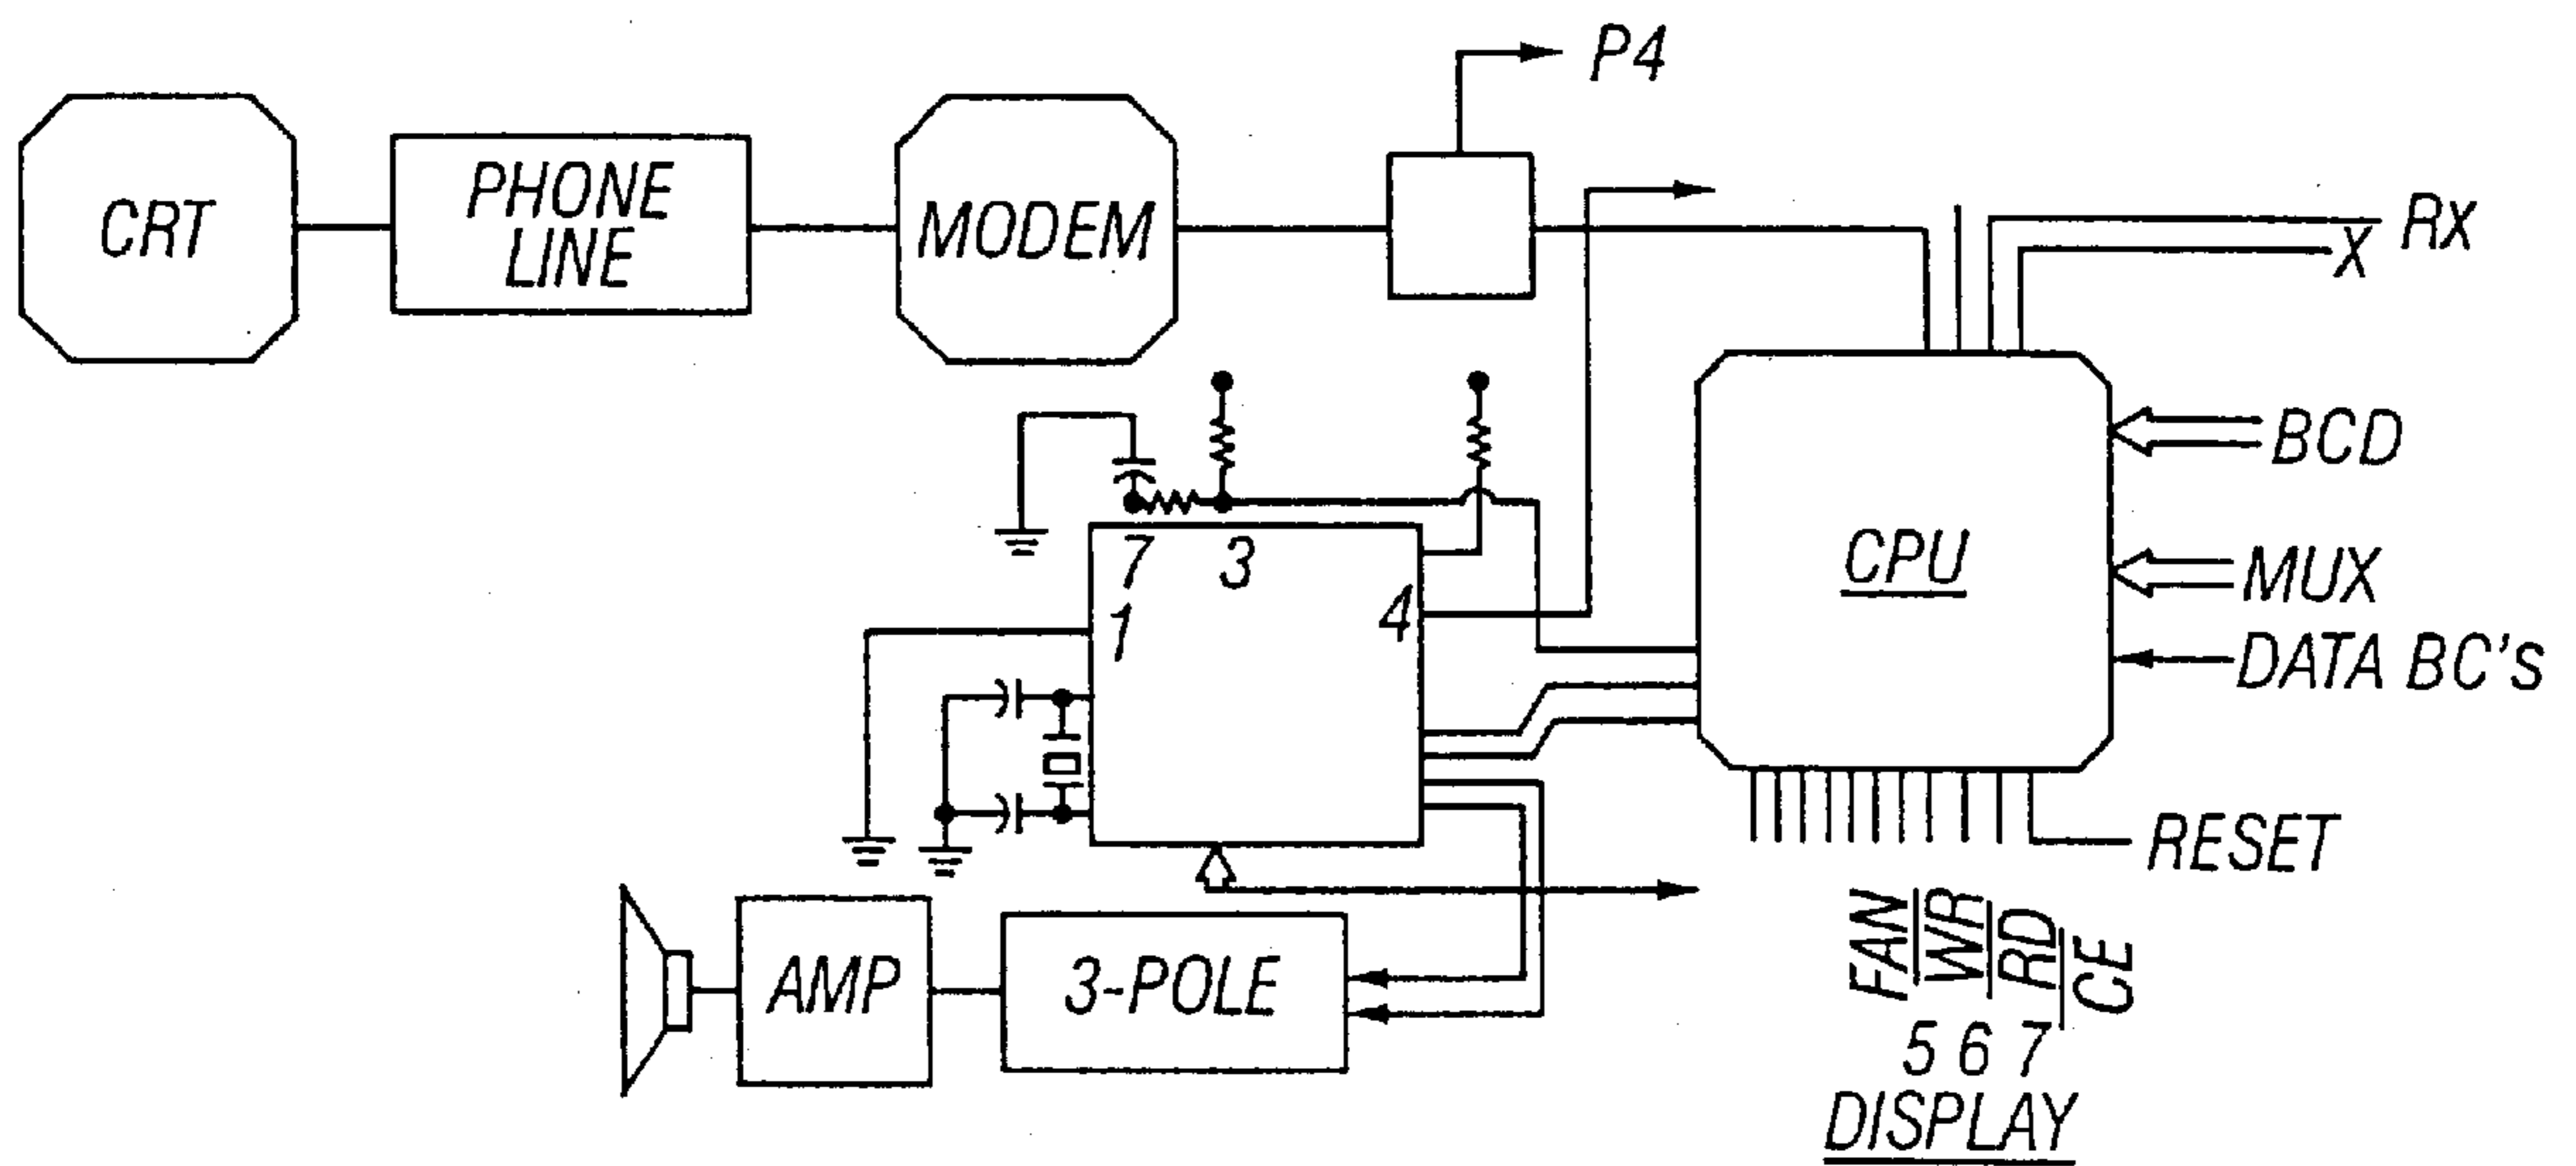 P4
CRT
PHONE
LINE
MODEM
RX
X
BCD
7 3
CPU
MUX
1
4
DATA BC's
RESET
FAN
WR
RD
CE
AMP
3-POLE
5 6 7
DISPLAY